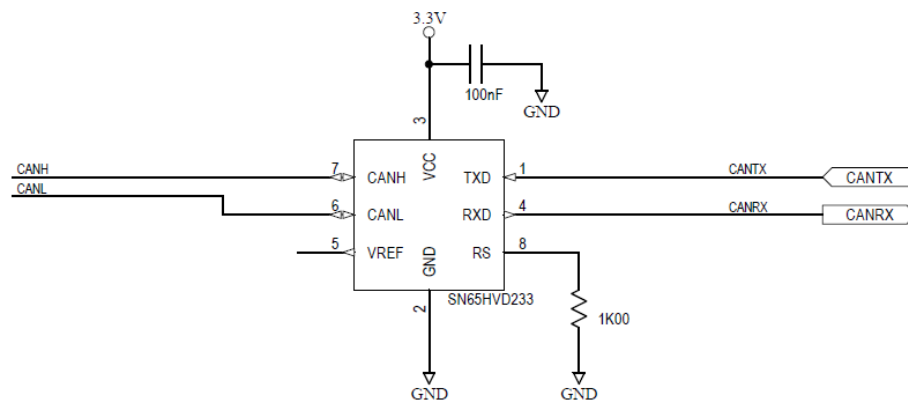 3.3V
100nF
GND
3
CANH
7
CANH
VCC
TXD
1
CANTX
CANTX
CANL
6
CANL
RXD
4
CANRX
CANRX
5
VREF
GND
RS
8
SN65HVD233
2
1K00
GND
GND